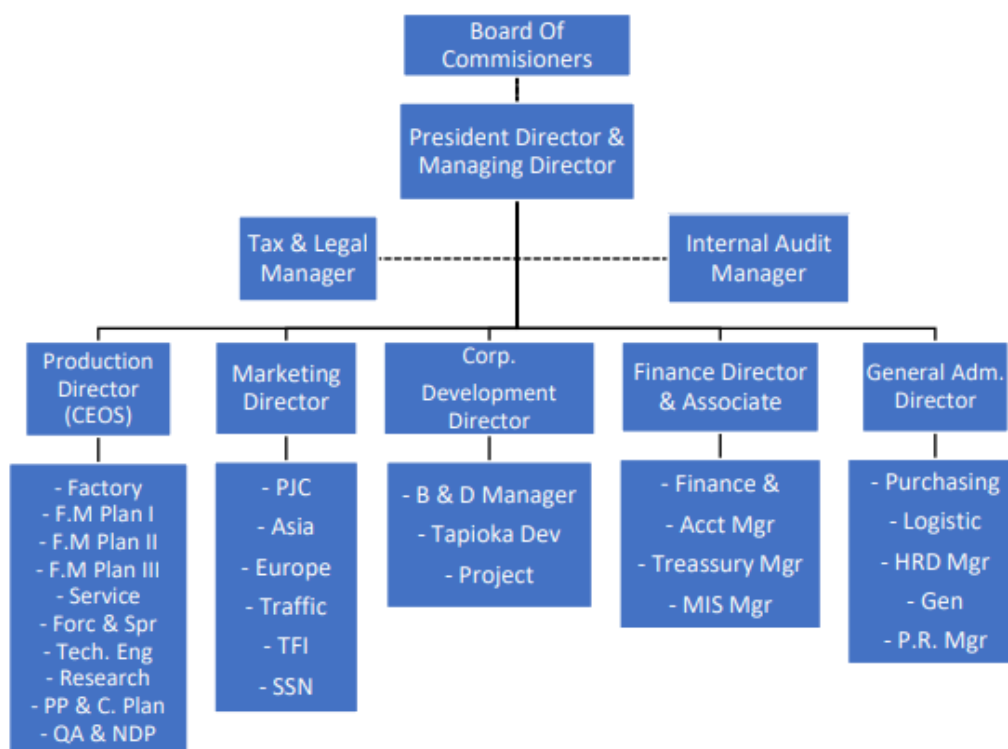 Board Of
Commisioners
President Director &
Managing Director
Tax & Legal
Manager
Internal Audit
Manager
Production
Director
(CEOS)
Marketing
Director
Corp.
Development
Director
Finance Director
& Associate
General Adm.
Director
- Factory
- F.M Plan I
- F.M Plan II
- F.M Plan III
- Service
- Forc & Spr
- Tech. Eng
- Research
- PP & C. Plan
- QA & NDP
- PJC
- Asia
- Europe
- Traffic
- TFI
- SSN
- B & D Manager
- Tapioka Dev
- Project
- Finance &
- Acct Mgr
- Treassury Mgr
- MIS Mgr
- Purchasing
- Logistic
- HRD Mgr
- Gen
- P.R. Mgr